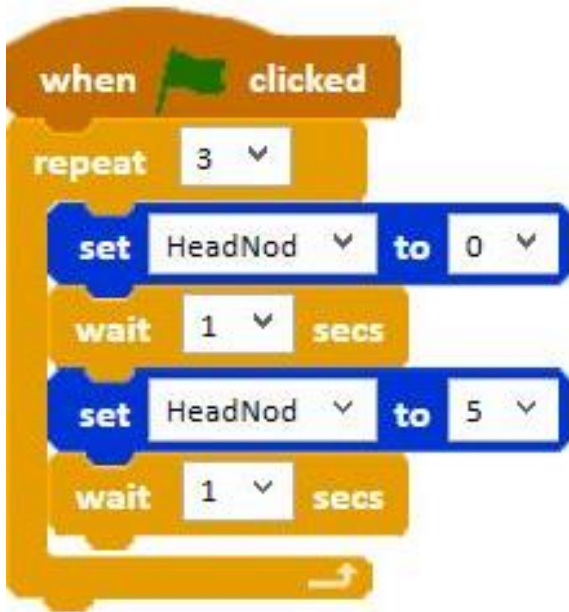 when clicked
repeat 3
set HeadNod to 0
wait 1 secs
set HeadNod to 5
wait 1 secs